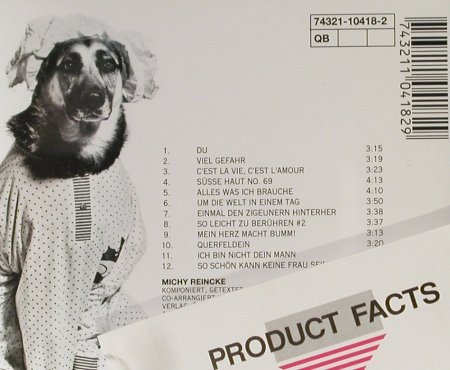 74321-10418-2
QB
743211041829
1. DU 3:15
2. VIEL GEFAHR 3:19
3. C'EST LA VIE, C'EST L'AMOUR 3:23
4. SÜSSE HAUT NO. 69 4:13
5. ALLES WAS ICH BRAUCHE 4:10
6. UM DIE WELT IN EINEM TAG 3:50
7. EINMAL DEN ZIGEUNERN HINTERHER 3:38
8. SO LEICHT ZU BERÜHREN #2 3:37
9. MEIN HERZ MACHT BUMM! 3:13
10. QUERFELDEIN 3:20
11. ICH BIN NICHT DEIN MANN
12. SO SCHÖN KANN KEINE FRAU SEIN
MICHY REINCKE
KOMPONIERT, GETEXTET
CO-ARRANGIERT
PRODUCT FACTS